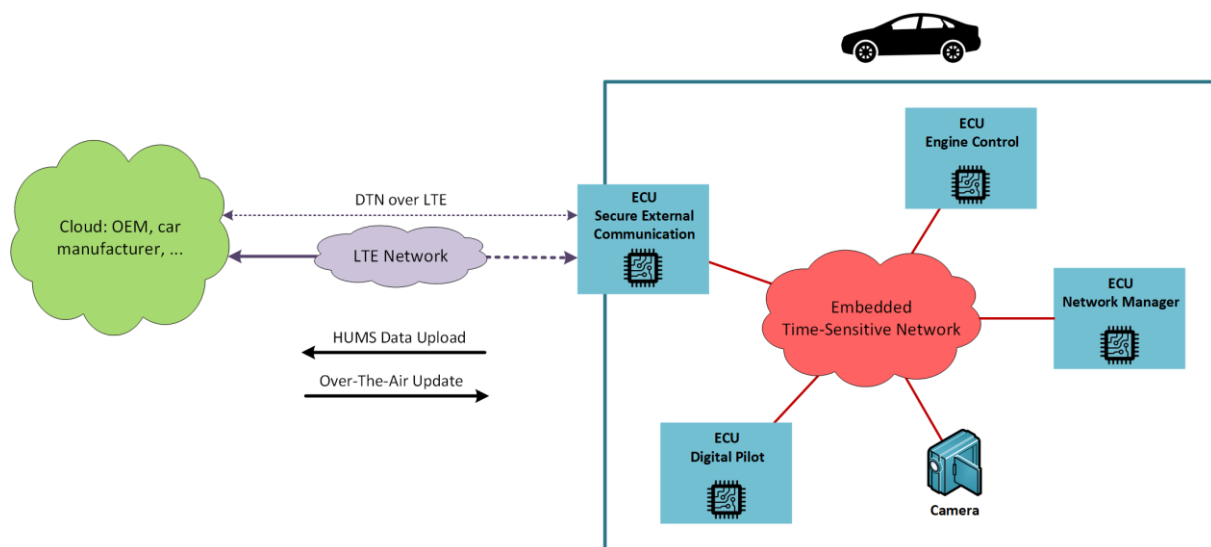 Cloud: OEM, car
manufacturer, ...
DTN over LTE
LTE Network
HUMS Data Upload
Over-The-Air Update
ECU
Secure External
Communication
ECU
Engine Control
Embedded
Time-Sensitive Network
ECU
Network Manager
ECU
Digital Pilot
Camera